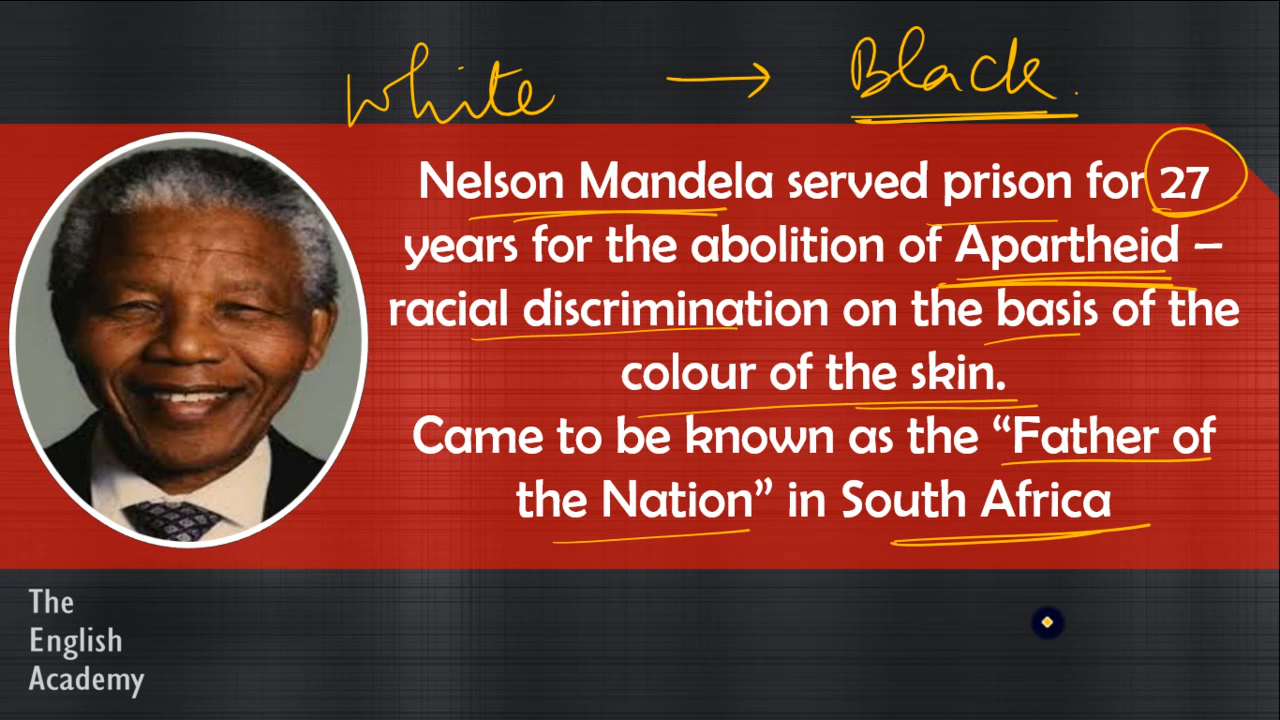 White → Black.
Nelson Mandela served prison for 27
years for the abolition of Apartheid –
racial discrimination on the basis of the
colour of the skin.
Came to be known as the “Father of
the Nation” in South Africa
The
English
Academy